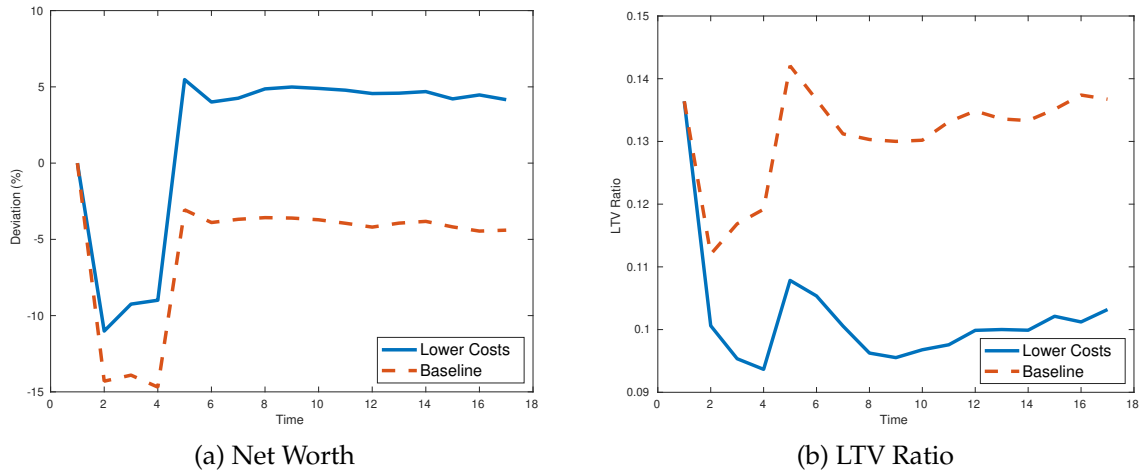 10
5
0
-5
-10
-15
Deviation (%)
0 2 4 6 8 10 12 14 16 18
Time
Lower Costs
Baseline
(a) Net Worth
0.15
0.14
0.13
0.12
0.11
0.1
0.09
LTV Ratio
0 2 4 6 8 10 12 14 16 18
Time
Lower Costs
Baseline
(b) LTV Ratio